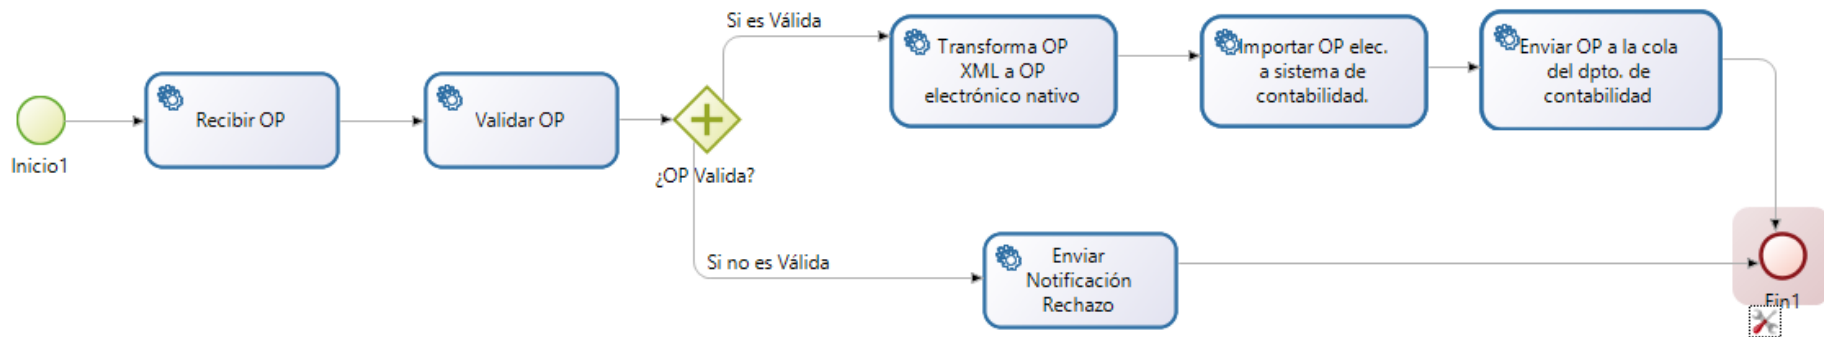 Inicio1
Recibir OP
Validar OP
¿OP Valida?
Si es Válida
Transforma OP
XML a OP
electrónico nativo
Importar OP elec.
a sistema de
contabilidad.
Enviar OP a la cola
del dpto. de
contabilidad
Si no es Válida
Enviar
Notificación
Rechazo
Fin1